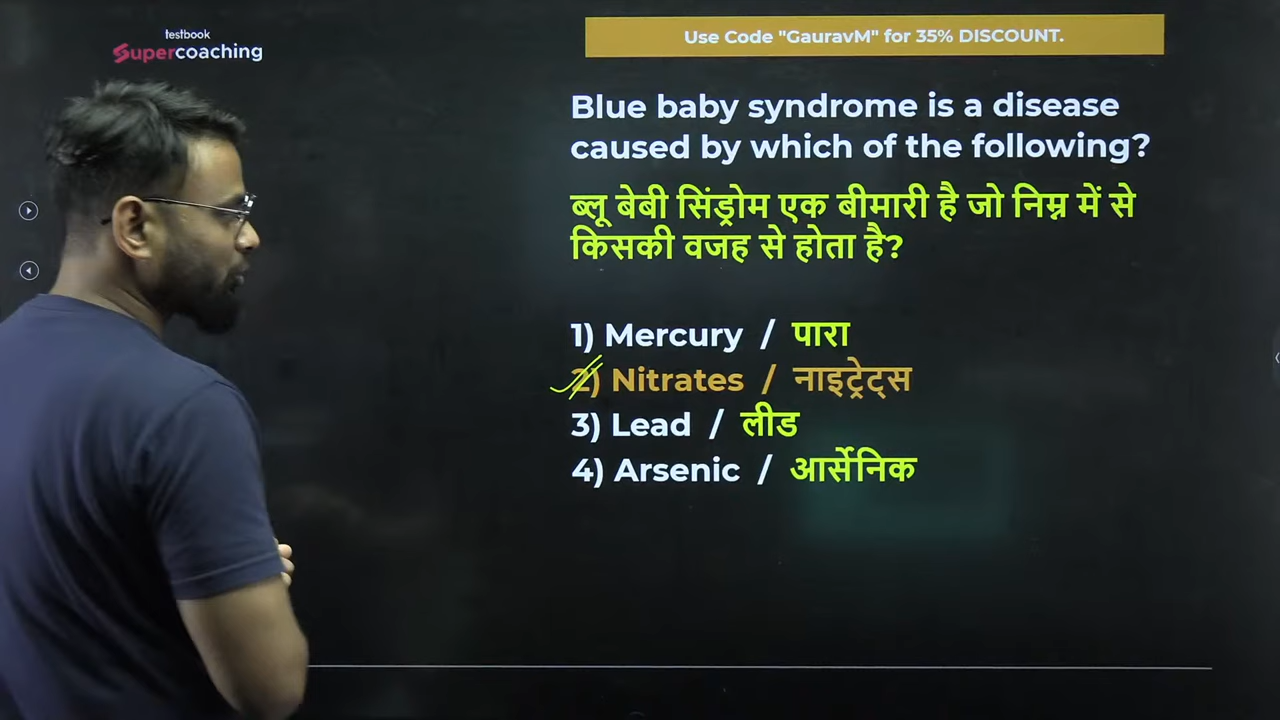 testbook
Supercoaching
Use Code "GauravM" for 35% DISCOUNT.
Blue baby syndrome is a disease
caused by which of the following?
ब्लू बेबी सिंड्रोम एक बीमारी है जो निम्न में से
किसकी वजह से होता है?
1) Mercury / पारा
2) Nitrates / नाइट्रेट्स
3) Lead / लीड
4) Arsenic / आर्सेनिक